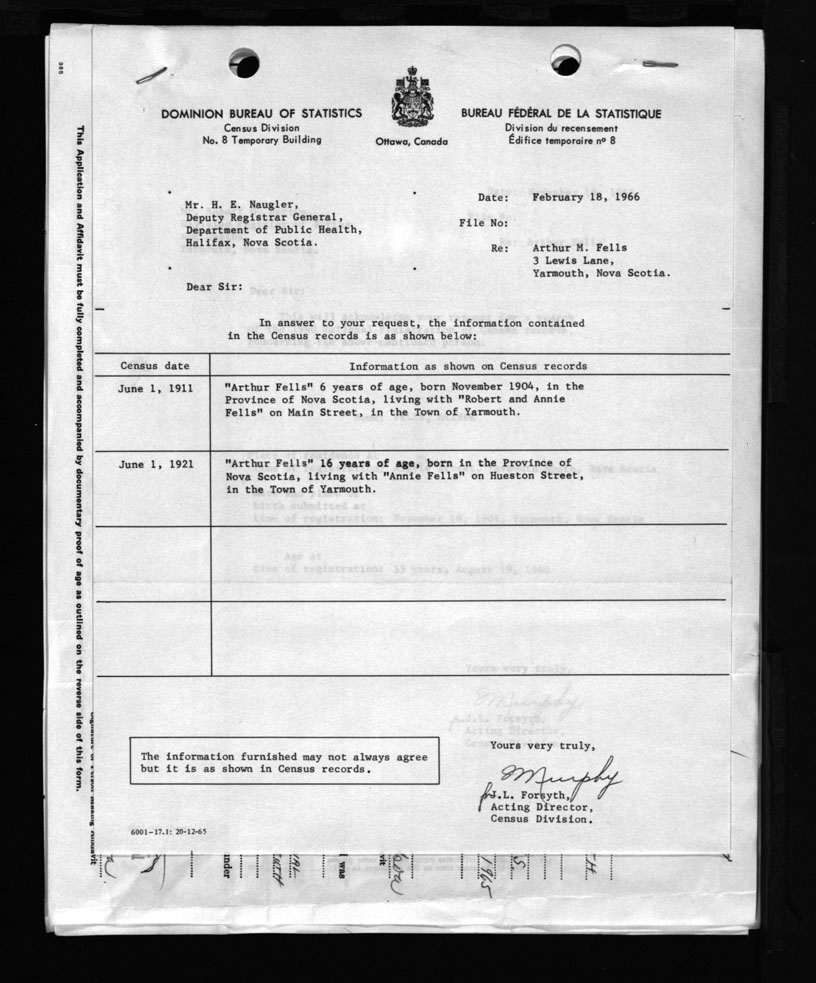 385
This Application and Affidavit must be fully completed and accompanied by documentary proof of age as outlined on the reverse side of this form.
DOMINION BUREAU OF STATISTICS
Census Division
No. 8 Temporary Building
Ottawa, Canada
BUREAU FÉDÉRAL DE LA STATISTIQUE
Division du recensement
Édifice temporaire nº 8
Mr. H. E. Naugler,
Deputy Registrar General,
Department of Public Health,
Halifax, Nova Scotia.
Date: February 18, 1966
File No:
Re: Arthur M. Fells
3 Lewis Lane,
Yarmouth, Nova Scotia.
Dear Sir:
In answer to your request, the information contained
in the Census records is as shown below:
Census date
Information as shown on Census records
June 1, 1911
"Arthur Fells" 6 years of age, born November 1904, in the
Province of Nova Scotia, living with "Robert and Annie
Fells" on Main Street, in the Town of Yarmouth.
June 1, 1921
"Arthur Fells" 16 years of age, born in the Province of
Nova Scotia, living with "Annie Fells" on Hueston Street,
in the Town of Yarmouth.
The information furnished may not always agree
but it is as shown in Census records.
Yours very truly,
EMurphy
for J.L. Forsyth,
Acting Director,
Census Division.
6001-17.1: 20-12-65
under
I was
1965